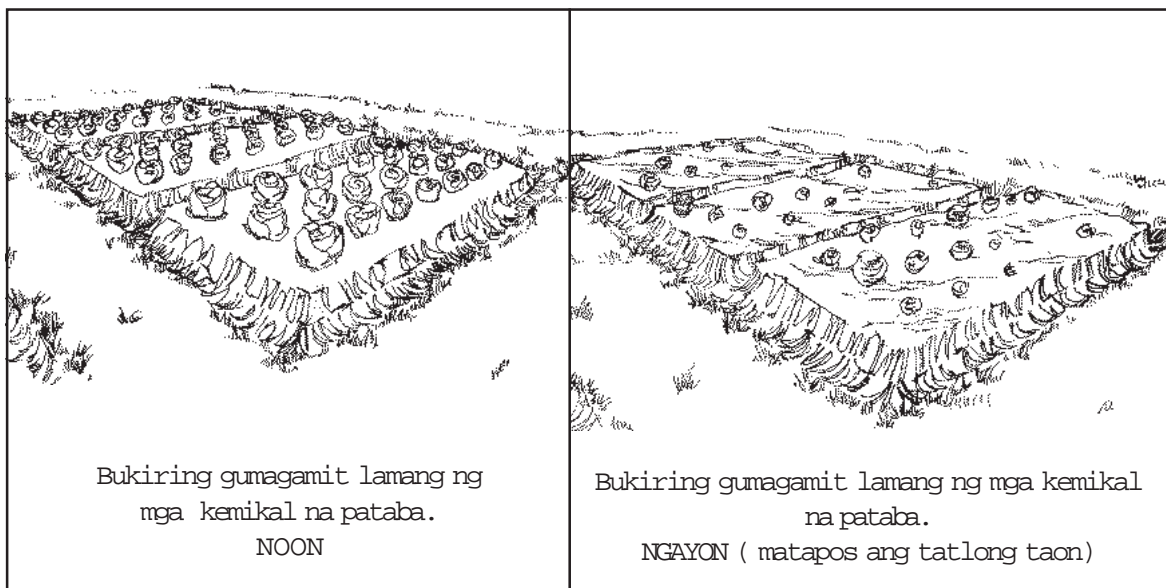 Bukiring gumagamit lamang ng
mga kemikal na pataba.
NOON
Bukiring gumagamit lamang ng mga kemikal
na pataba.
NGAYON ( matapos ang tatlong taon)